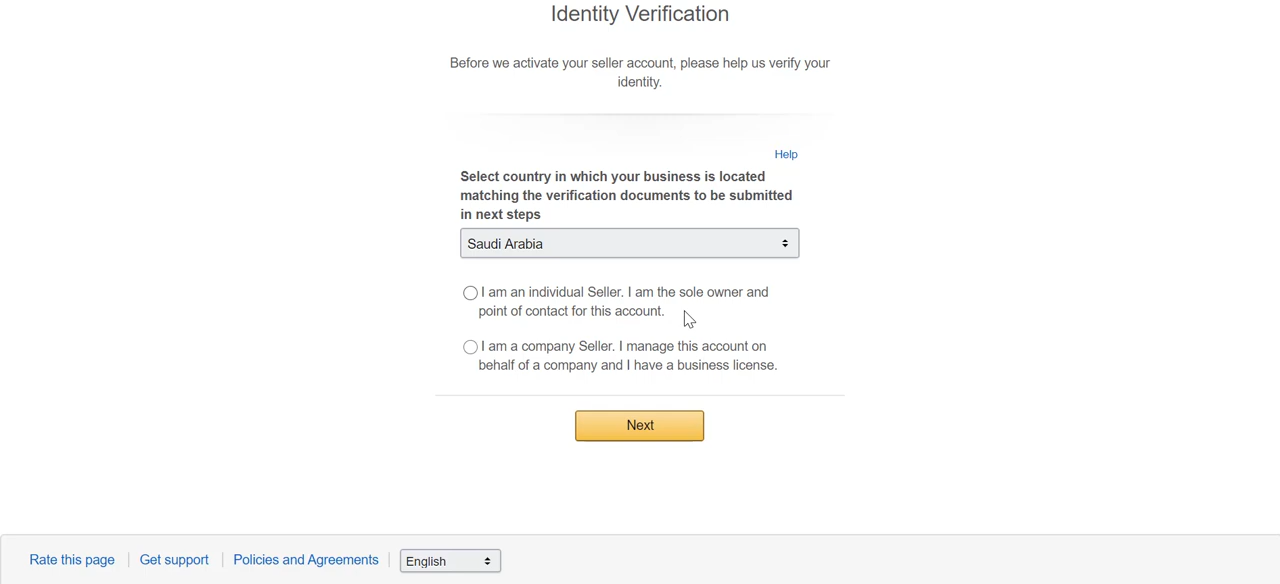 Identity Verification
Before we activate your seller account, please help us verify your
identity.
Help
Select country in which your business is located
matching the verification documents to be submitted
in next steps
Saudi Arabia
I am an individual Seller. I am the sole owner and
point of contact for this account.
I am a company Seller. I manage this account on
behalf of a company and I have a business license.
Next
Rate this page Get support Policies and Agreements English